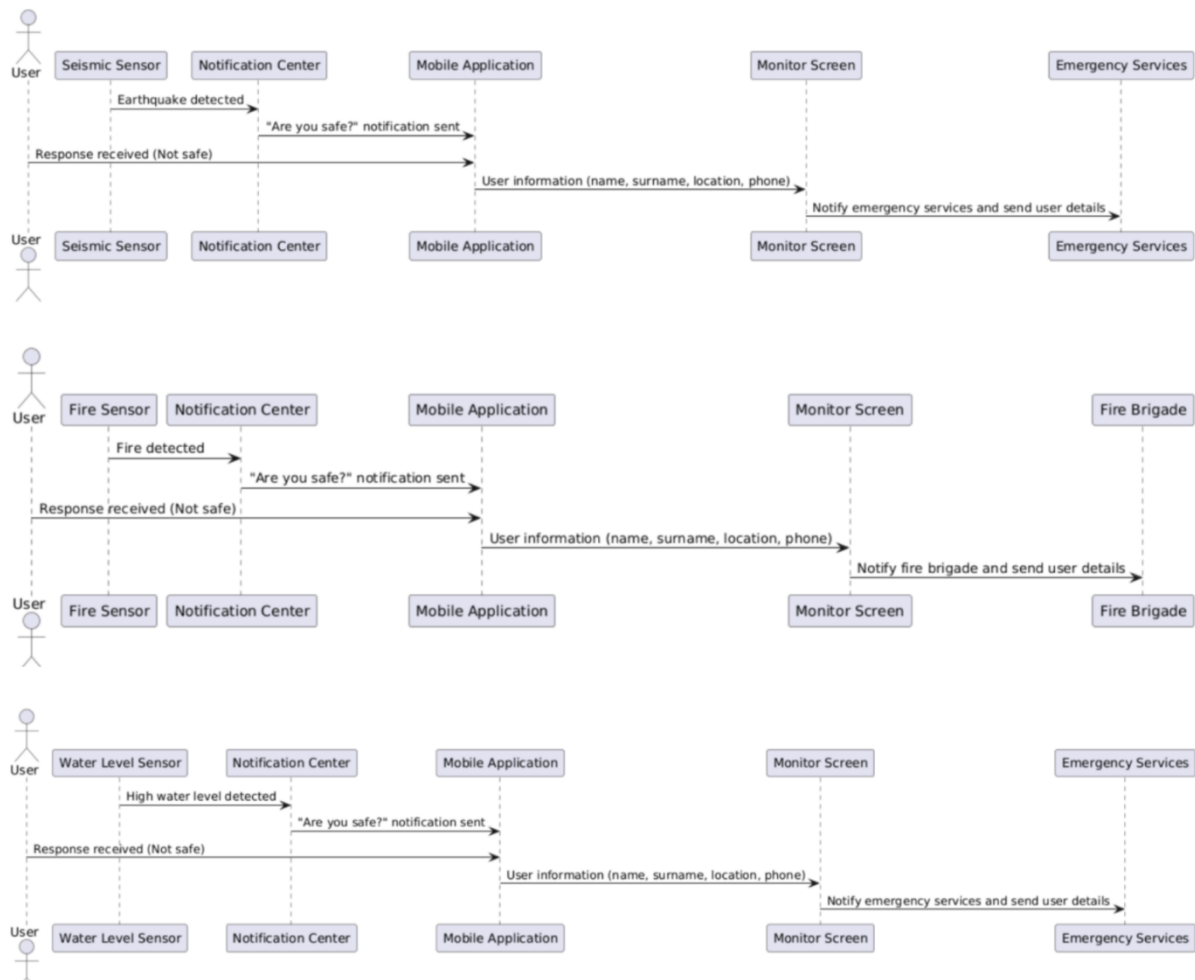 User
Seismic Sensor
Notification Center
Mobile Application
Monitor Screen
Emergency Services
Earthquake detected
"Are you safe?" notification sent
Response received (Not safe)
User information (name, surname, location, phone)
Notify emergency services and send user details
User
Seismic Sensor
Notification Center
Mobile Application
Monitor Screen
Emergency Services
User
Fire Sensor
Notification Center
Mobile Application
Monitor Screen
Fire Brigade
Fire detected
"Are you safe?" notification sent
Response received (Not safe)
User information (name, surname, location, phone)
Notify fire brigade and send user details
User
Fire Sensor
Notification Center
Mobile Application
Monitor Screen
Fire Brigade
User
Water Level Sensor
Notification Center
Mobile Application
Monitor Screen
Emergency Services
High water level detected
"Are you safe?" notification sent
Response received (Not safe)
User information (name, surname, location, phone)
Notify emergency services and send user details
User
Water Level Sensor
Notification Center
Mobile Application
Monitor Screen
Emergency Services